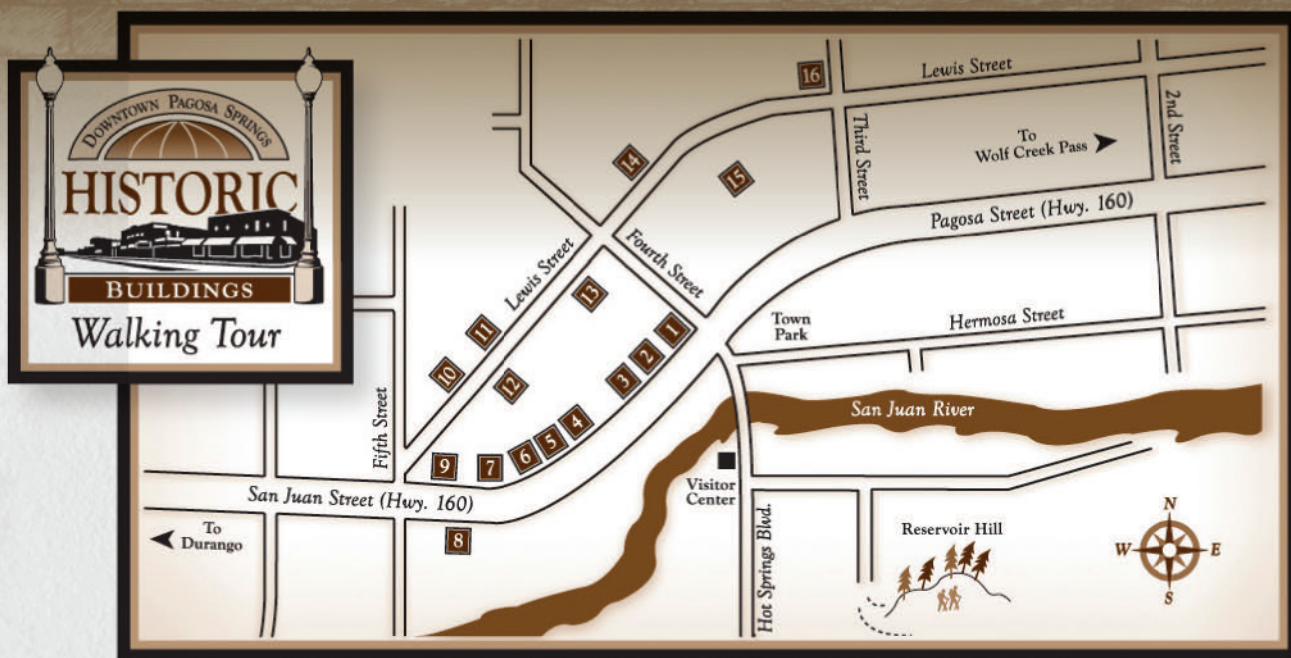 DOWNTOWN PAGOSA SPRINGS
HISTORIC
BUILDINGS
Walking Tour
16
Lewis Street
2nd Street
Third Street
To
Wolf Creek Pass
14
15
Pagosa Street (Hwy. 160)
Fourth Street
Lewis Street
13
Town
Park
Hermosa Street
11
1
2
10
3
12
San Juan River
4
5
6
7
9
Fifth Street
San Juan Street (Hwy. 160)
Visitor
Center
8
To
Durango
Hot Springs Blvd.
Reservoir Hill
N
W
E
S